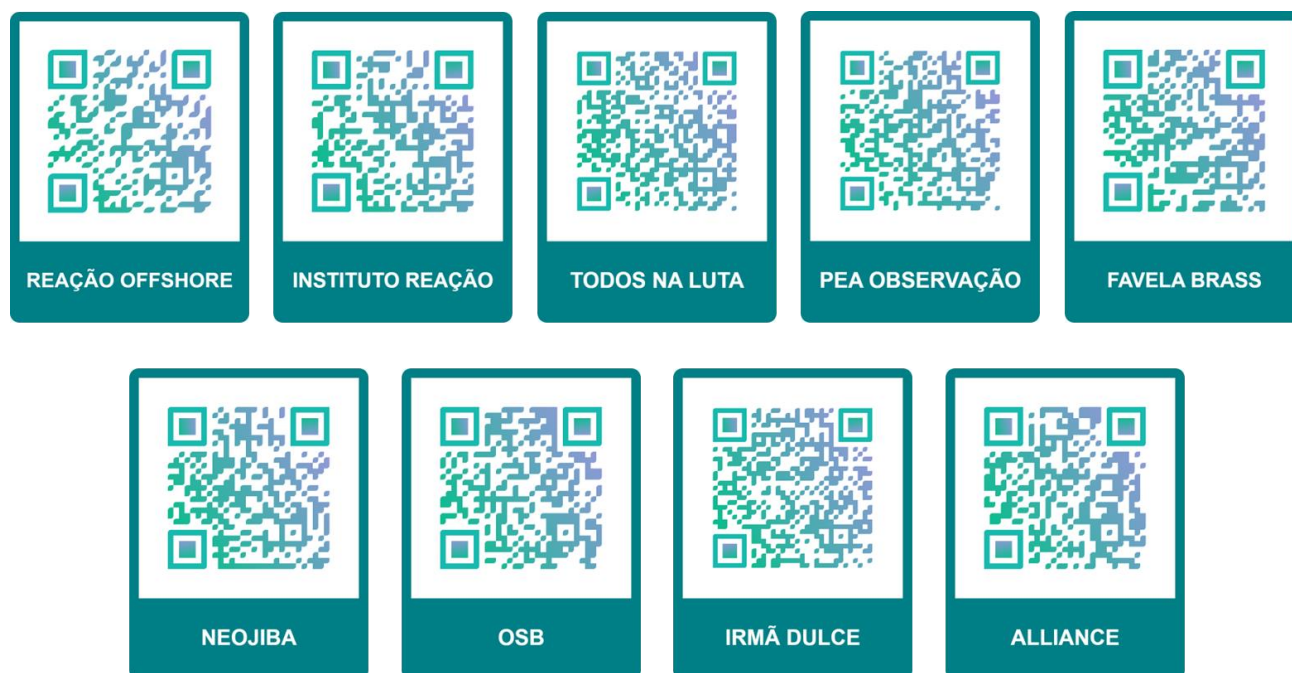 REAÇÃO OFFSHORE
INSTITUTO REAÇÃO
TODOS NA LUTA
PEA OBSERVAÇÃO
FAVELA BRASS
NEOJIBA
OSB
IRMÃ DULCE
ALLIANCE